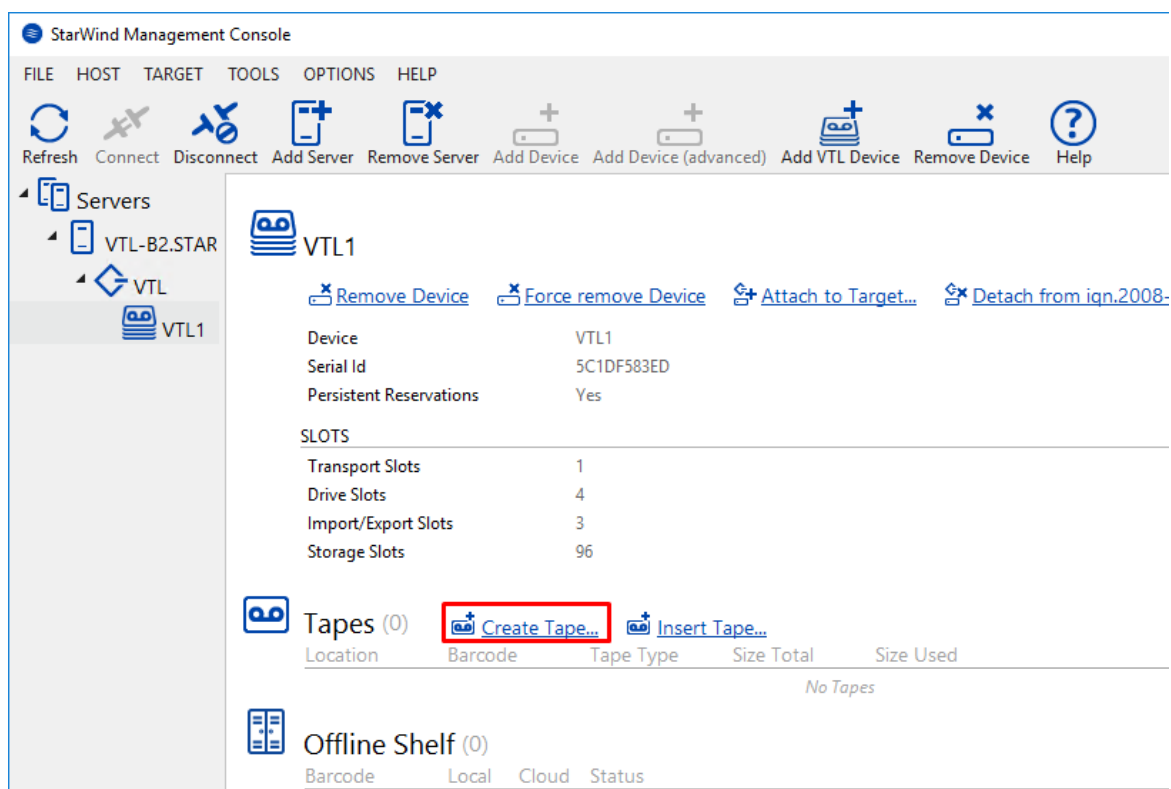 StarWind Management Console
FILE HOST TARGET TOOLS OPTIONS HELP
Refresh Connect Disconnect Add Server Remove Server Add Device Add Device (advanced) Add VTL Device Remove Device Help
Servers
VTL-B2.STAR
VTL
VTL1
VTL1
Remove Device Force remove Device Attach to Target... Detach from iqn.2008-
Device VTL1
Serial Id 5C1DF583ED
Persistent Reservations Yes
SLOTS
Transport Slots 1
Drive Slots 4
Import/Export Slots 3
Storage Slots 96
Tapes (0) Create Tape... Insert Tape...
Location Barcode Tape Type Size Total Size Used
No Tapes
Offline Shelf (0)
Barcode Local Cloud Status